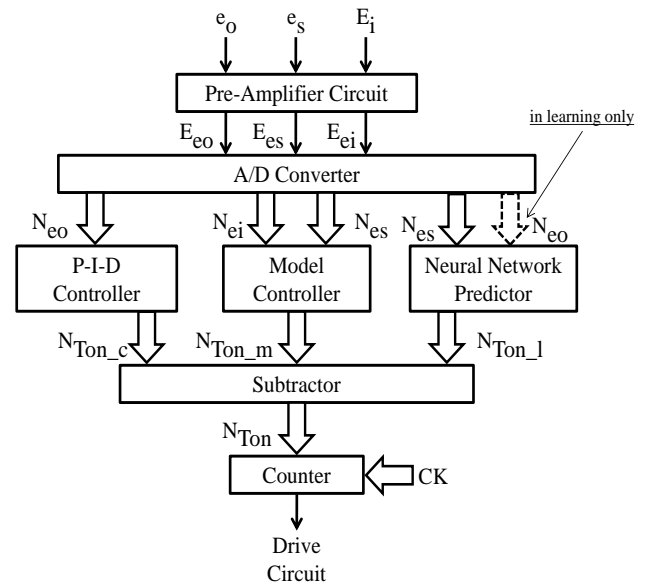 e_o e_s E_i
Pre-Amplifier Circuit
in learning only
E_eo E_es E_ei
A/D Converter
N_eo N_ei N_es N_es N_eo
P-I-D
Controller
Model
Controller
Neural Network
Predictor
N_Ton_c N_Ton_m N_Ton_l
Subtractor
N_Ton
Counter CK
Drive
Circuit